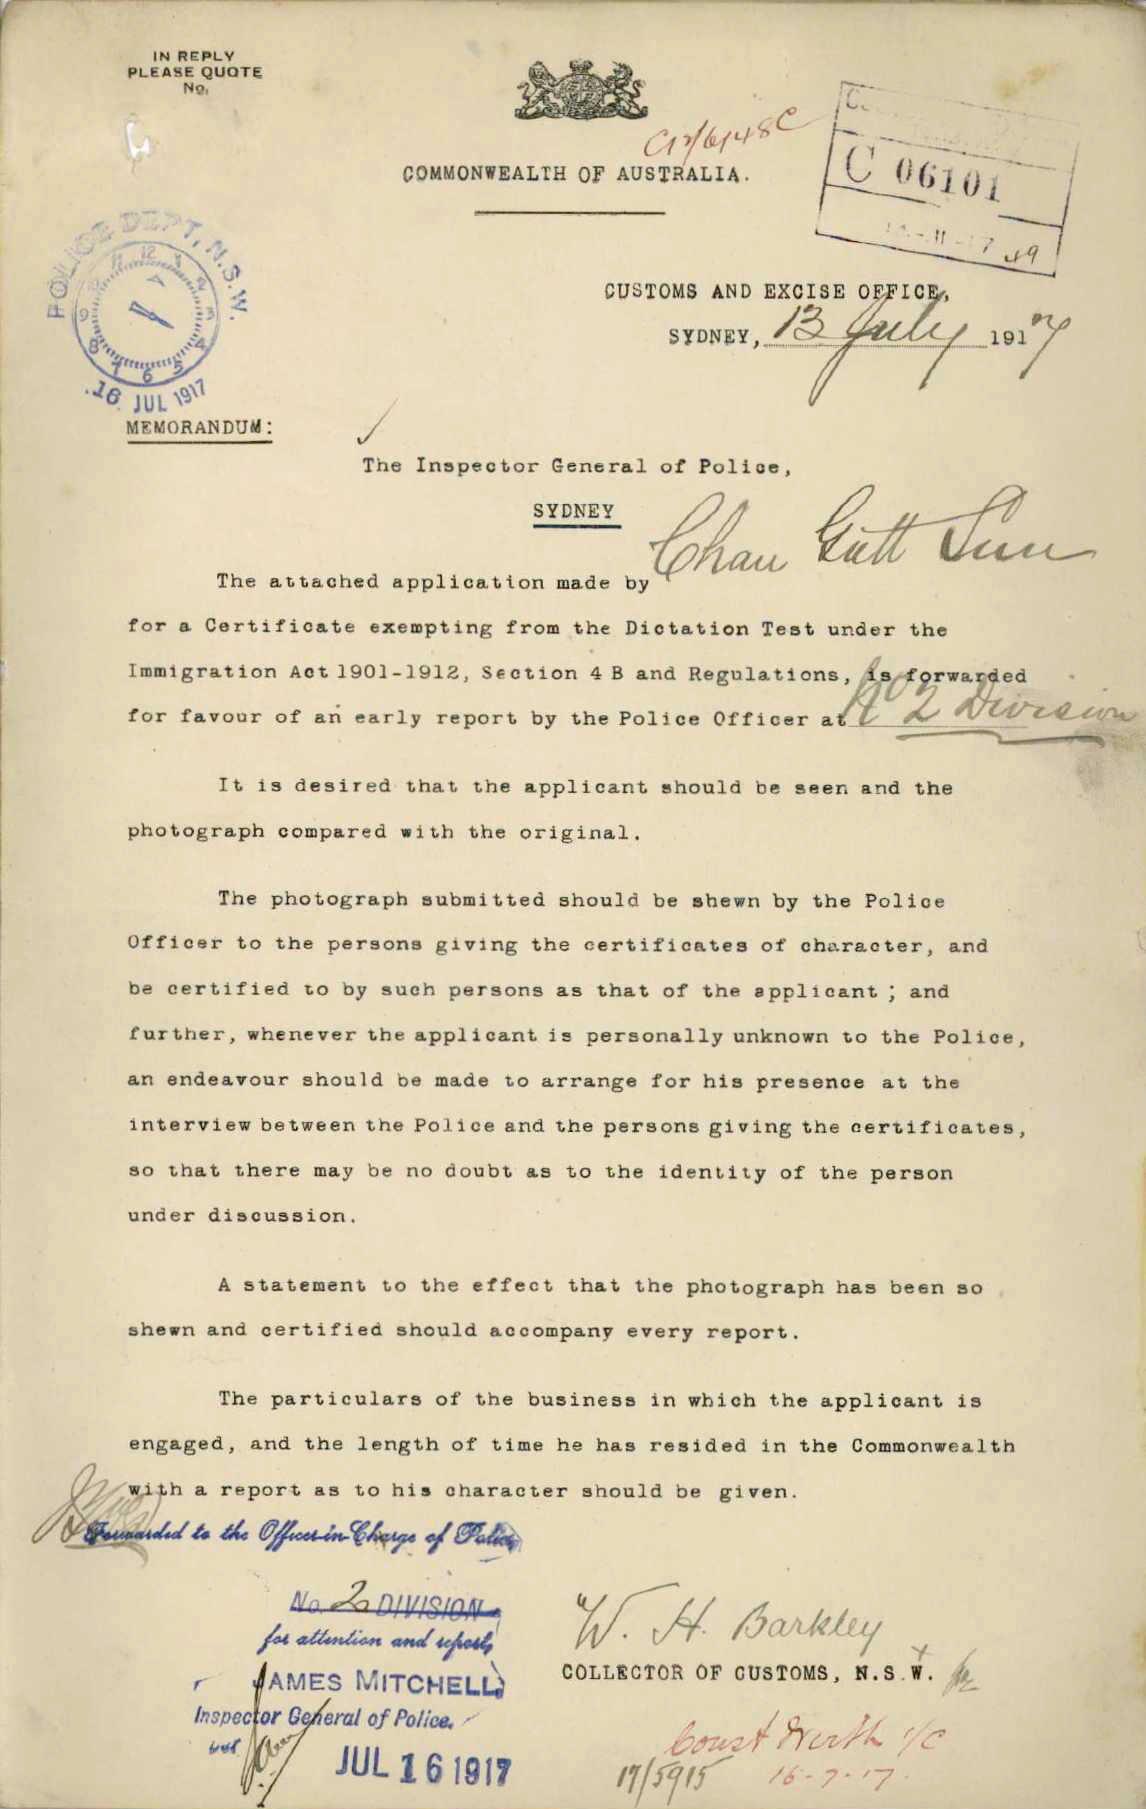 IN REPLY
PLEASE QUOTE
No.
COMMONWEALTH OF AUSTRALIA.
C 06101
POLICE DEPT, N.S.W.
16 JUL 1917
CUSTOMS AND EXCISE OFFICE,
SYDNEY, 13 July 1917
MEMORANDUM:
The Inspector General of Police,
SYDNEY
The attached application made by Chan Gutt Sun
for a Certificate exempting from the Dictation Test under the
Immigration Act 1901-1912, Section 4 B and Regulations, is forwarded
for favour of an early report by the Police Officer at No 2 Division
It is desired that the applicant should be seen and the
photograph compared with the original.
The photograph submitted should be shewn by the Police
Officer to the persons giving the certificates of character, and
be certified to by such persons as that of the applicant; and
further, whenever the applicant is personally unknown to the Police,
an endeavour should be made to arrange for his presence at the
interview between the Police and the persons giving the certificates,
so that there may be no doubt as to the identity of the person
under discussion.
A statement to the effect that the photograph has been so
shewn and certified should accompany every report.
The particulars of the business in which the applicant is
engaged, and the length of time he has resided in the Commonwealth
with a report as to his character should be given.
Forwarded to the Officer-in-Charge of Police
No. 2 DIVISION
for attention and report
JAMES MITCHELL
Inspector General of Police.
JUL 16 1917
W. H. Barkley
COLLECTOR OF CUSTOMS, N.S.W.
17/5915
16-7-17.